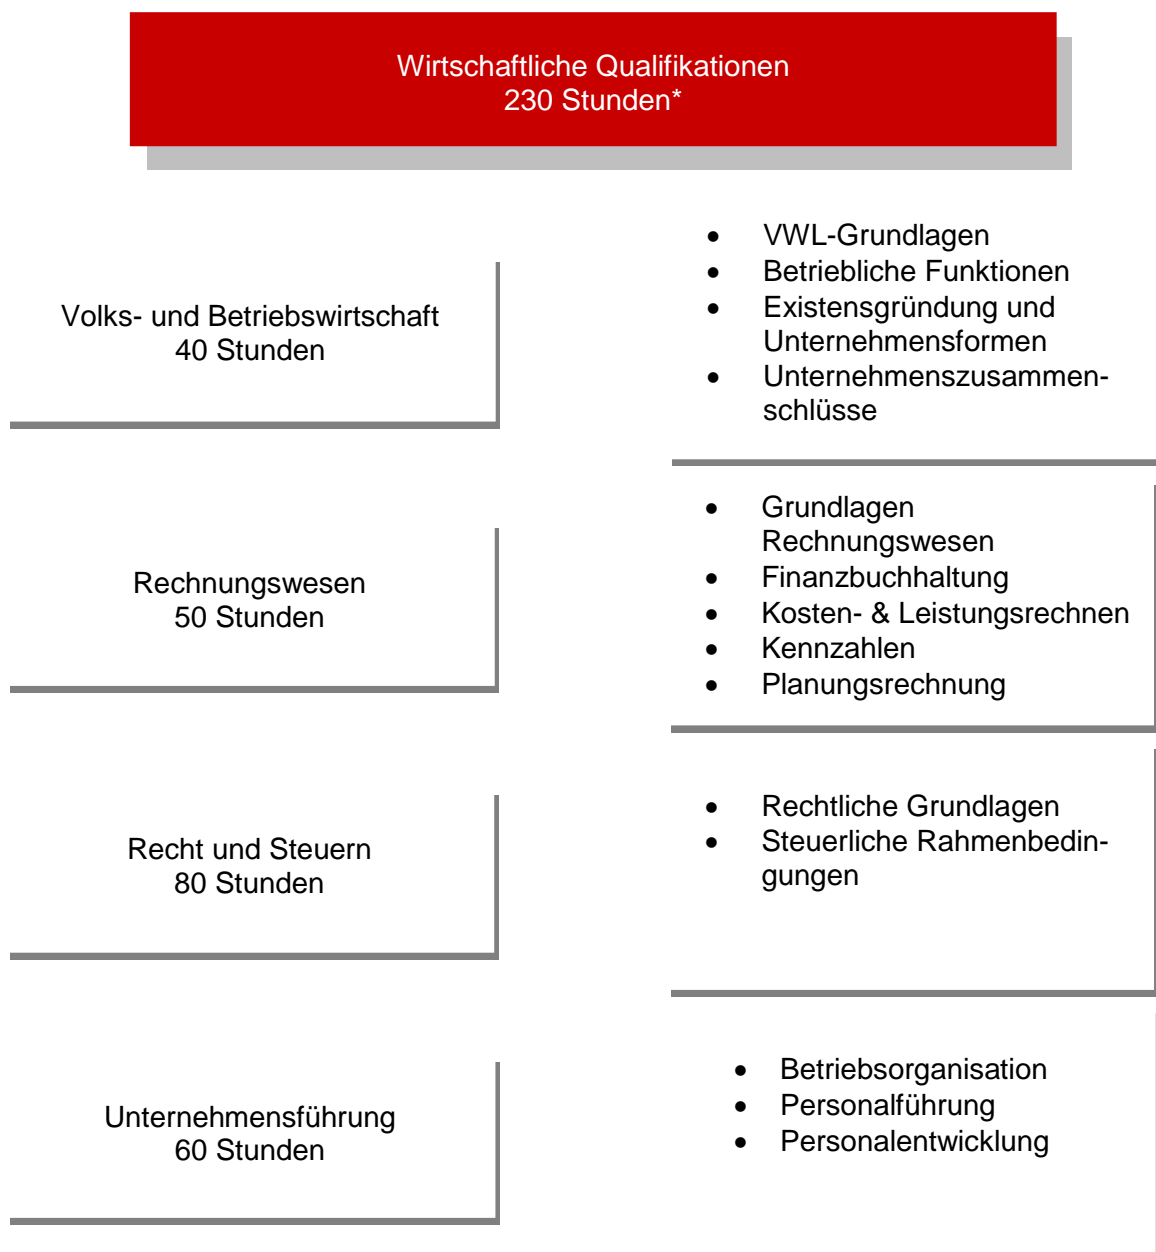 Wirtschaftliche Qualifikationen
230 Stunden*
Volks- und Betriebswirtschaft
40 Stunden
• VWL-Grundlagen
• Betriebliche Funktionen
• Existensgründung und
Unternehmensformen
• Unternehmenszusammen-
schlüsse
Rechnungswesen
50 Stunden
• Grundlagen
Rechnungswesen
• Finanzbuchhaltung
• Kosten- & Leistungsrechnen
• Kennzahlen
• Planungsrechnung
Recht und Steuern
80 Stunden
• Rechtliche Grundlagen
• Steuerliche Rahmenbedin-
gungen
Unternehmensführung
60 Stunden
• Betriebsorganisation
• Personalführung
• Personalentwicklung